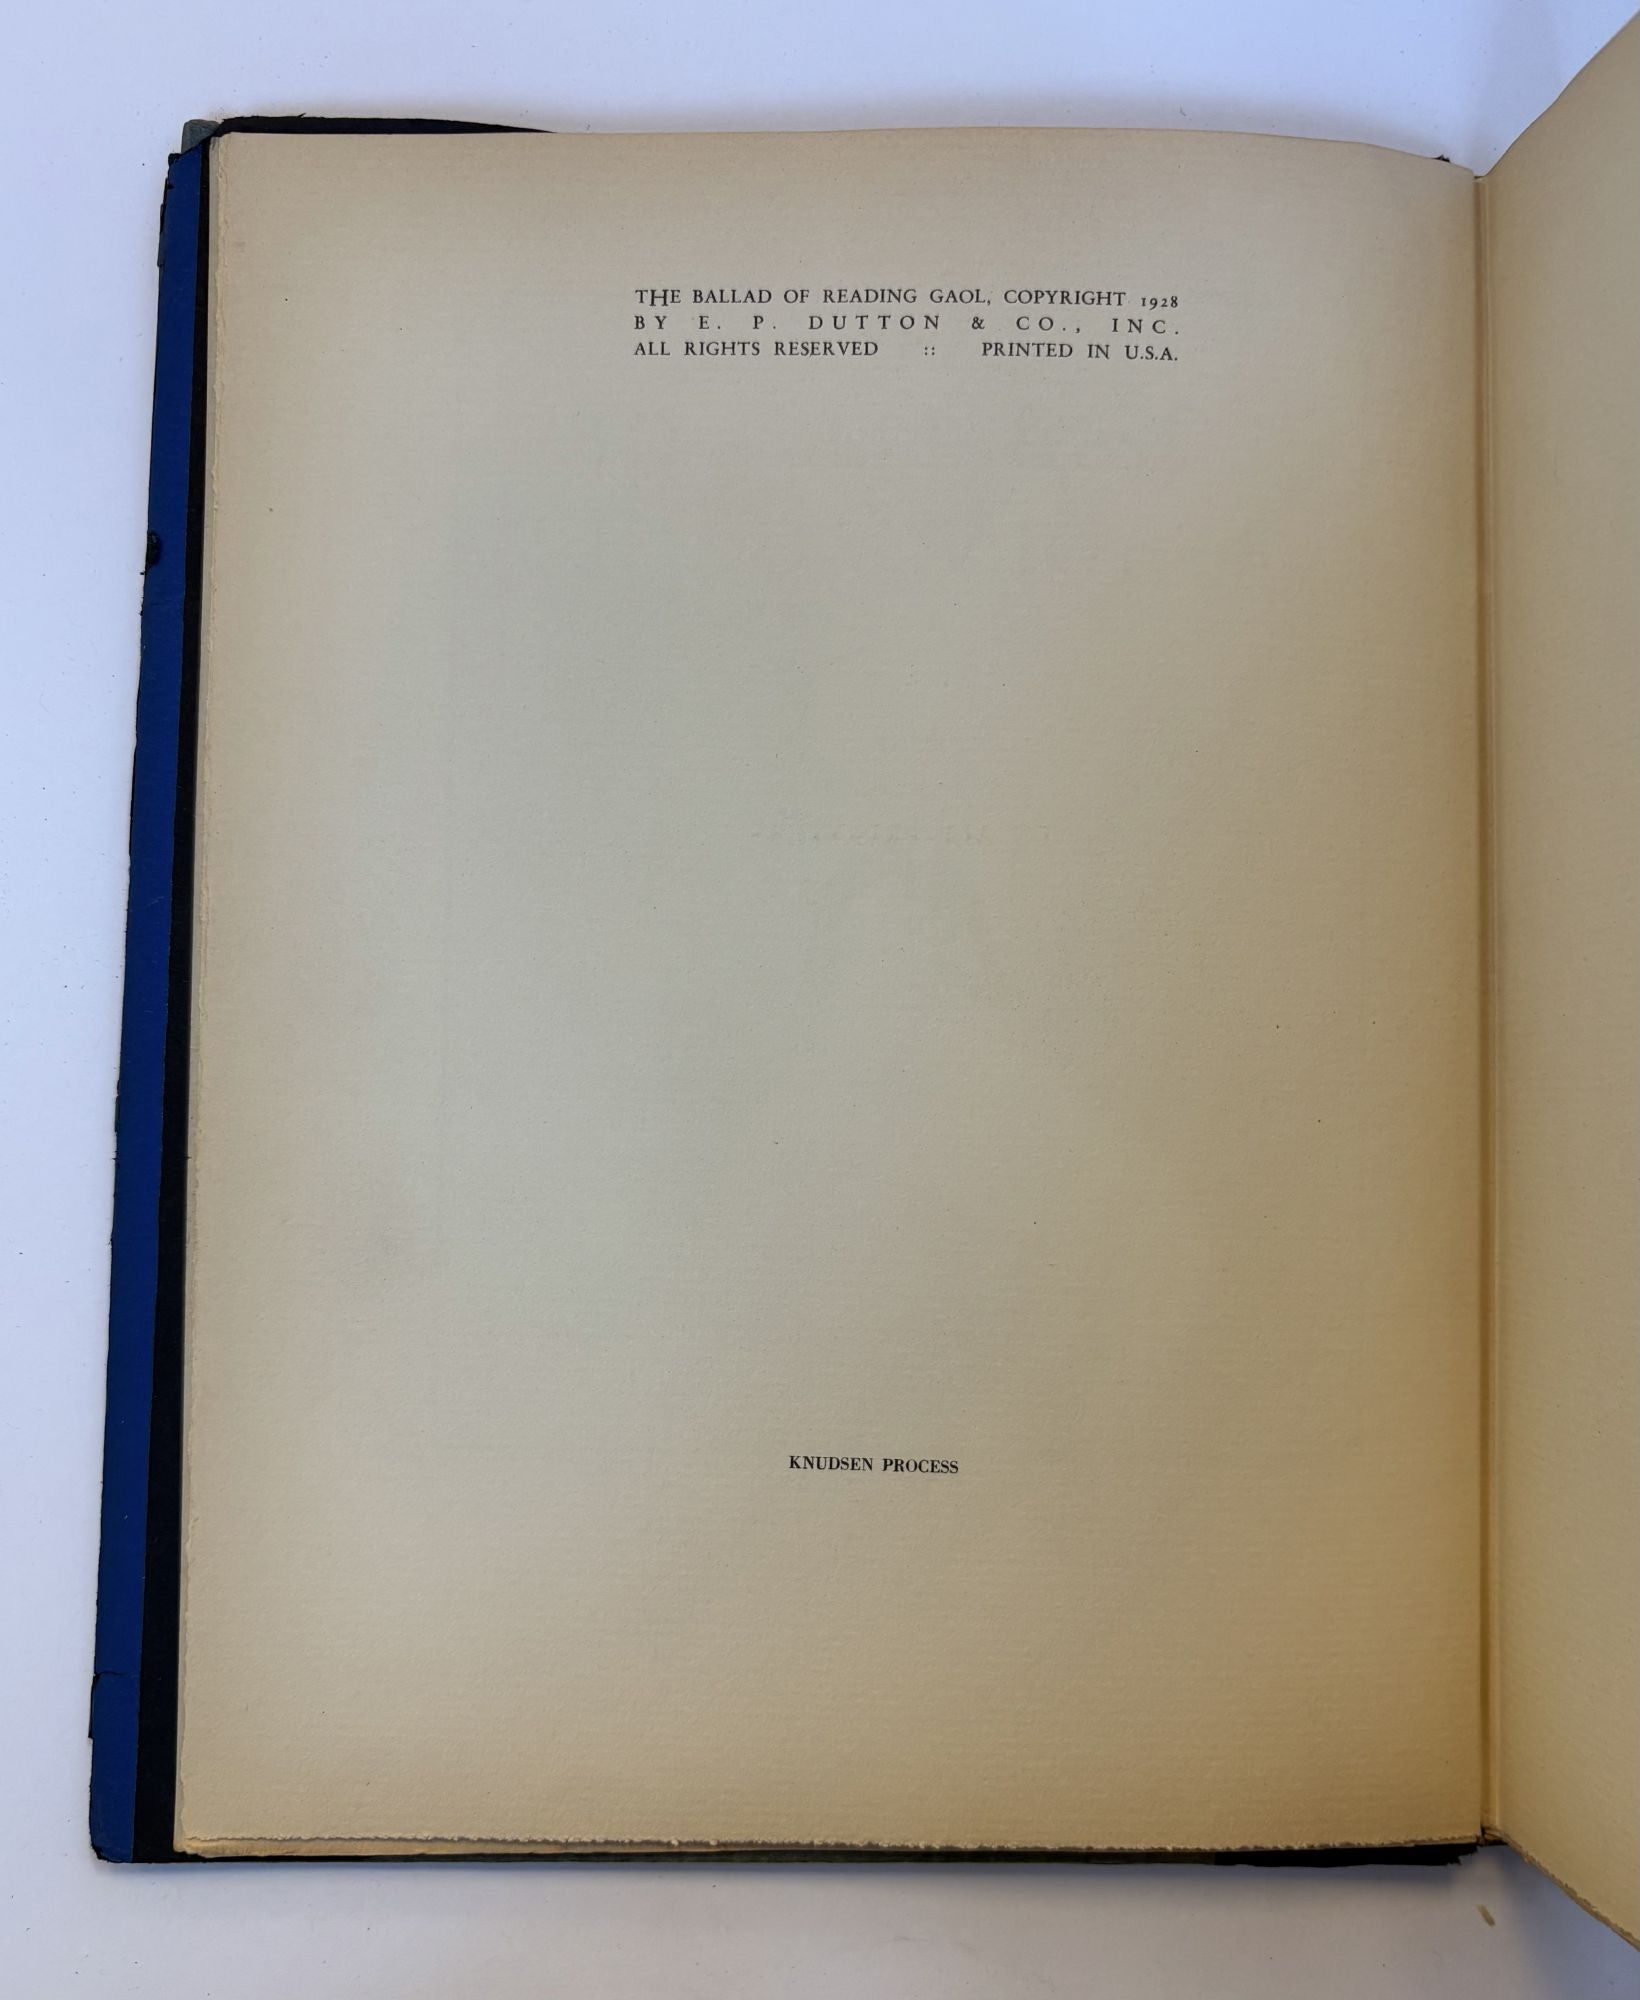 THE BALLAD OF READING GAOL, COPYRIGHT 1928
BY E. P. DUTTON & CO., INC.
ALL RIGHTS RESERVED :: PRINTED IN U.S.A.
KNUDSEN PROCESS